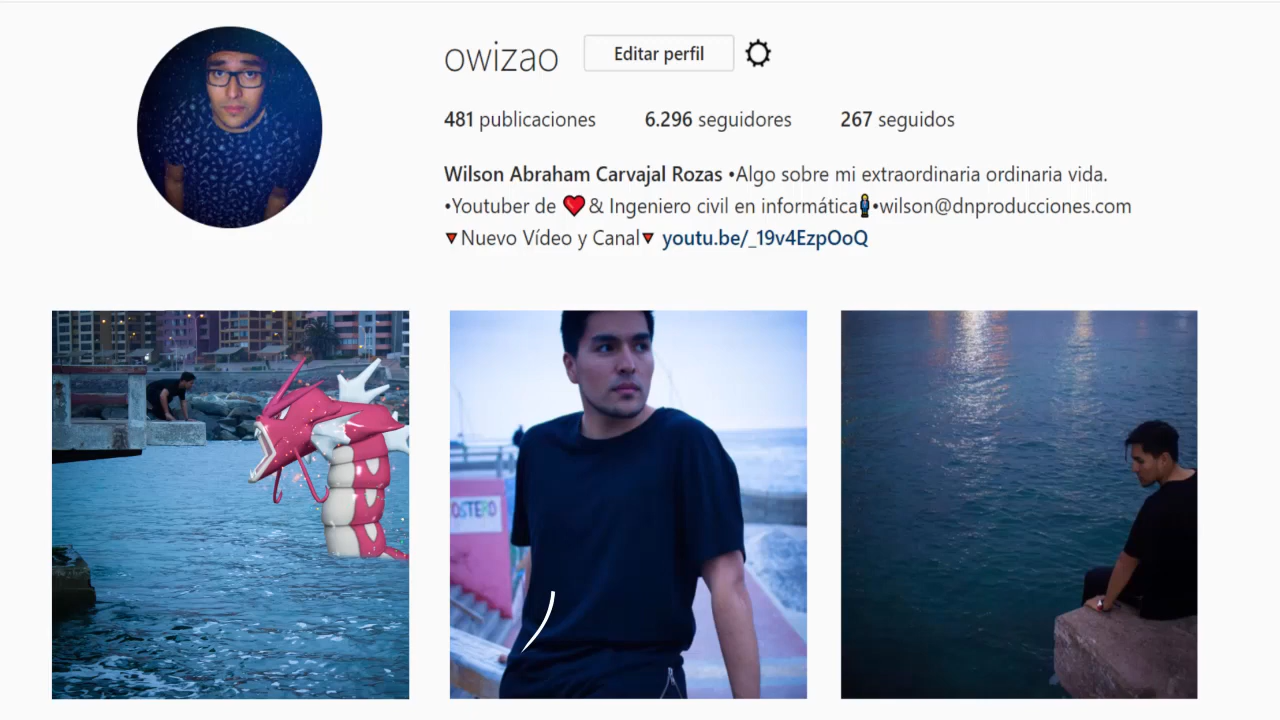 owizao Editar perfil
481 publicaciones 6.296 seguidores 267 seguidos
Wilson Abraham Carvajal Rozas •Algo sobre mi extraordinaria ordinaria vida.
•Youtuber de ❤️& Ingeniero civil en informática🧍‍♂️•wilson@dnproducciones.com
🔻Nuevo Vídeo y Canal🔻 youtu.be/_19v4EzpOoQ
OSTERO